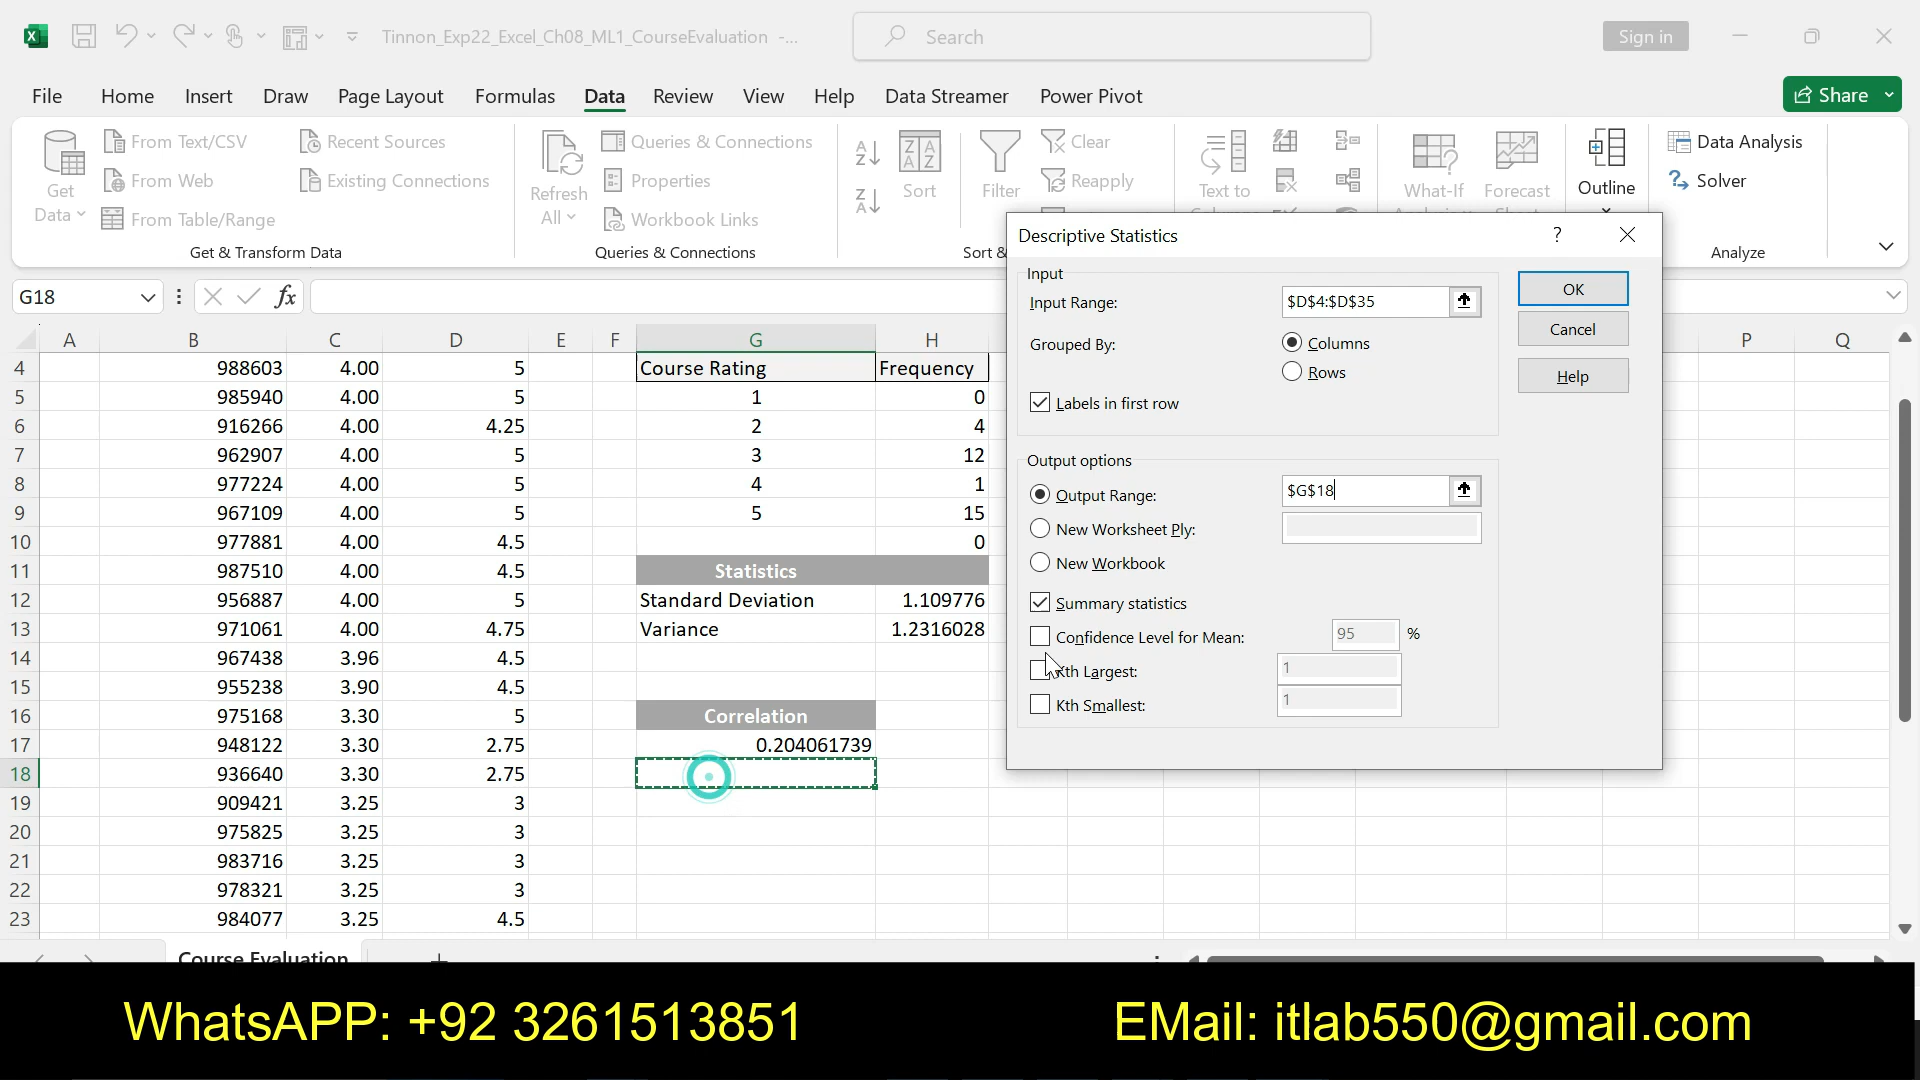 Tinnon_Exp22_Excel_Ch08_ML1_CourseEvaluation -... Search Sign in
File Home Insert Draw Page Layout Formulas Data Review View Help Data Streamer Power Pivot Share
Get Data
From Text/CSV
From Web
From Table/Range
Recent Sources
Existing Connections
Get & Transform Data
Refresh All
Queries & Connections
Properties
Workbook Links
Queries & Connections
Sort
Filter
Clear
Reapply
Sort &
Text to
What-If
Forecast
Outline
Data Analysis
Solver
Analyze
G18 fx
A B C D E F G H P Q
4 988603 4.00 5 Course Rating Frequency
5 985940 4.00 5 1 0
6 916266 4.00 4.25 2 4
7 962907 4.00 5 3 12
8 977224 4.00 5 4 1
9 967109 4.00 5 5 15
10 977881 4.00 4.5 0
11 987510 4.00 4.5 Statistics
12 956887 4.00 5 Standard Deviation 1.109776
13 971061 4.00 4.75 Variance 1.2316028
14 967438 3.96 4.5
15 955238 3.90 4.5
16 975168 3.30 5 Correlation
17 948122 3.30 2.75 0.204061739
18 936640 3.30 2.75
19 909421 3.25 3
20 975825 3.25 3
21 983716 3.25 3
22 978321 3.25 3
23 984077 3.25 4.5
Descriptive Statistics ?
Input
Input Range: $D$4:$D$35
Grouped By: Columns
Rows
Labels in first row
OK
Cancel
Help
Output options
Output Range: $G$18
New Worksheet Ply:
New Workbook
Summary statistics
Confidence Level for Mean: 95 %
Kth Largest: 1
Kth Smallest: 1
Course Evaluation
WhatsAPP: +92 3261513851 EMail: itlab550@gmail.com